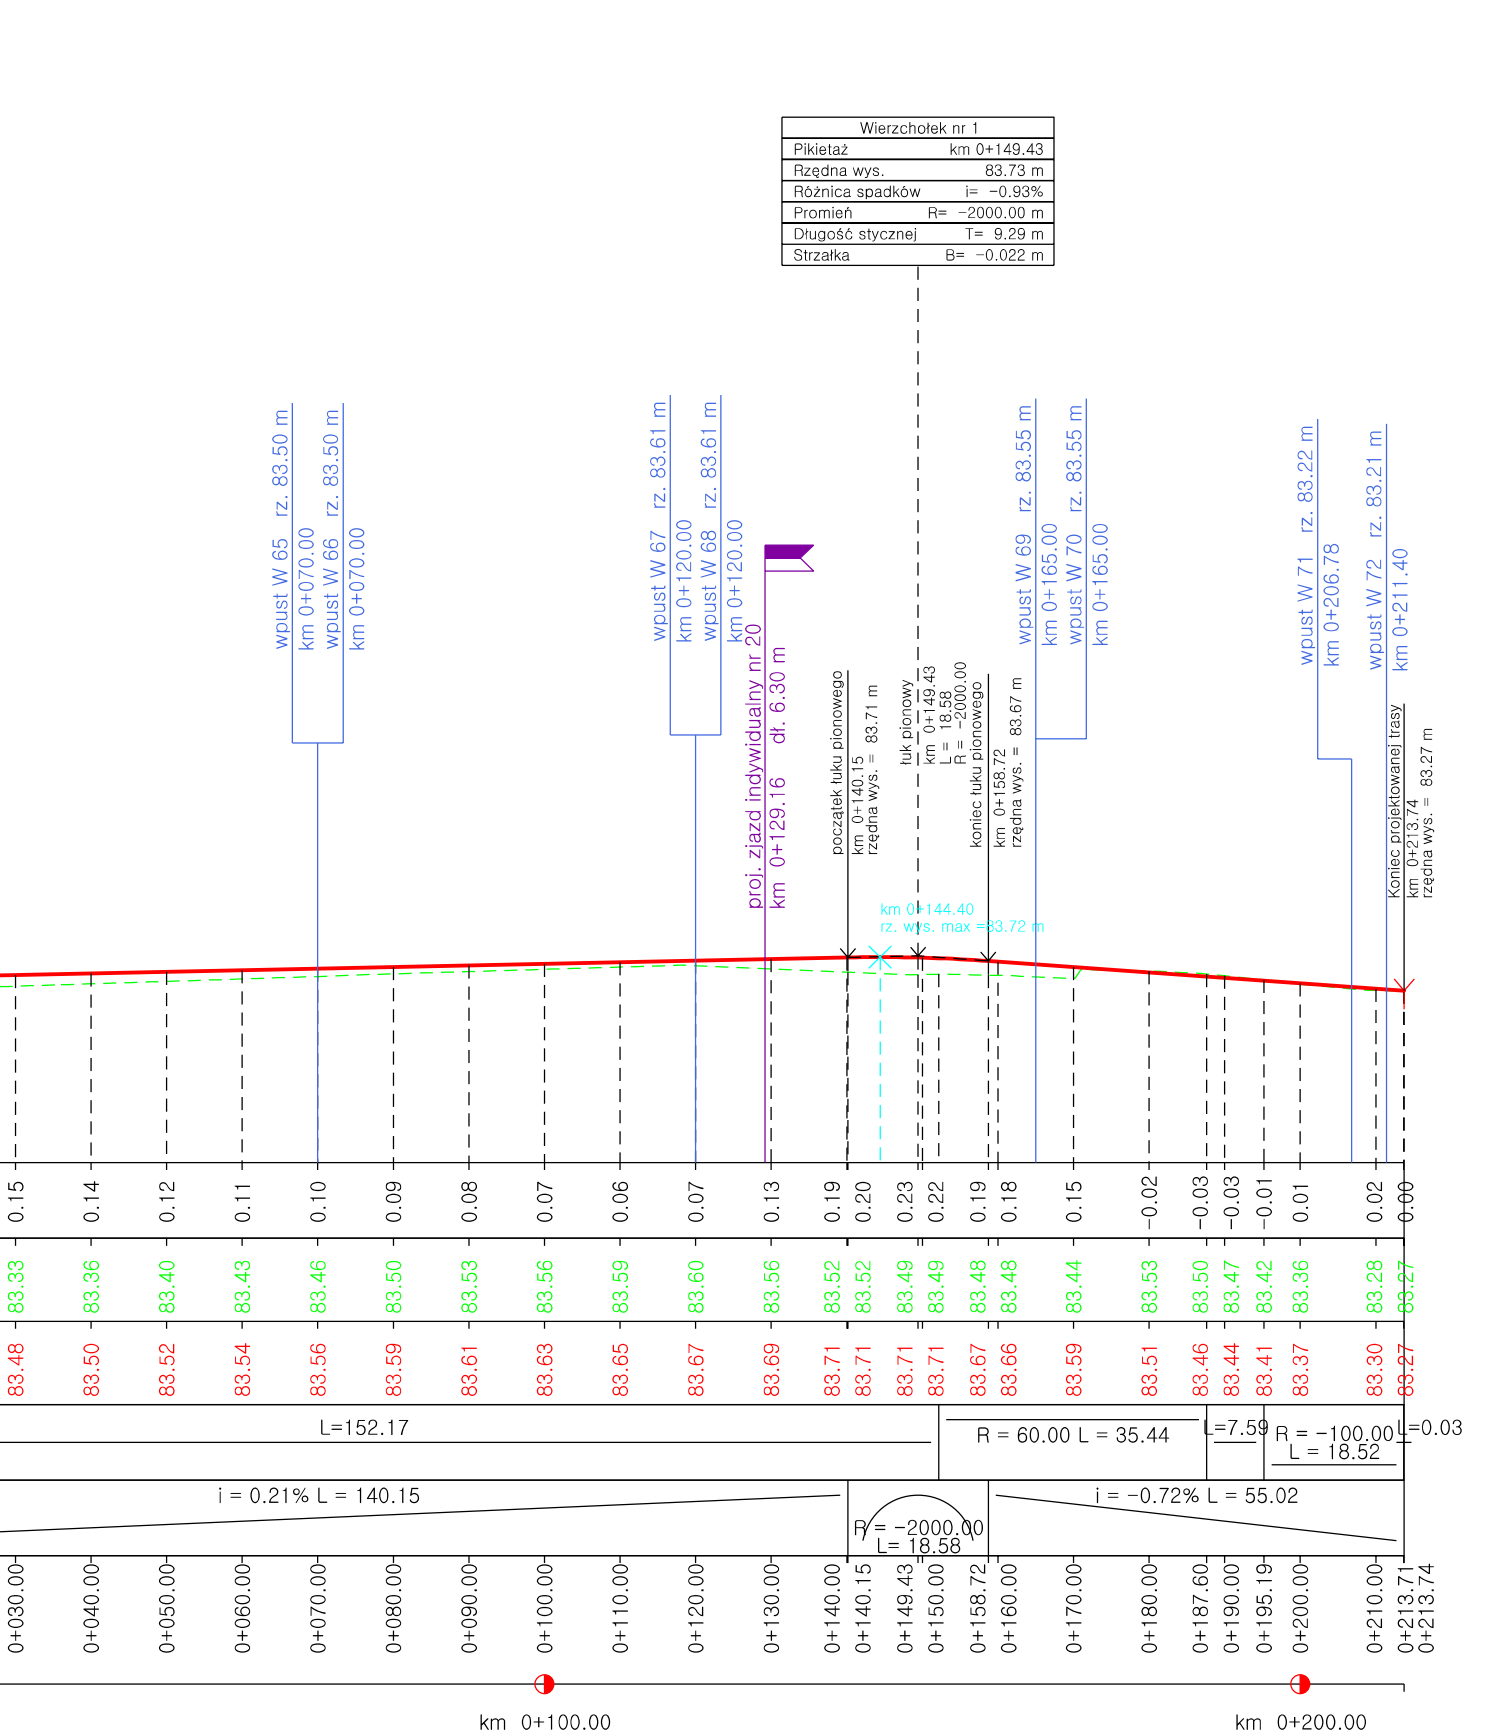 Wierzchołek nr 1
Pikietaż km 0+149.43
Rzędna wys. 83.73 m
Różnica spadków i= -0.93%
Promień R= -2000.00 m
Długość stycznej T= 9.29 m
Strzałka B= -0.022 m
wpust W 65 rz. 83.50 m
km 0+070.00
wpust W 66 rz. 83.50 m
km 0+070.00
wpust W 67 rz. 83.61 m
km 0+120.00
wpust W 68 rz. 83.61 m
km 0+120.00
proj. zjazd indywidualny nr 20
km 0+129.16 dł. 6.30 m
początek łuku pionowego
km 0+140.15
rzędna wys. = 83.71 m
łuk pionowy
km 0+149.43
L = 18.58
R = -2000.00
koniec łuku pionowego
km 0+158.72
rzędna wys. = 83.67 m
wpust W 69 rz. 83.55 m
km 0+165.00
wpust W 70 rz. 83.55 m
km 0+165.00
wpust W 71 rz. 83.22 m
km 0+206.78
wpust W 72 rz. 83.21 m
km 0+211.40
Koniec projektowanej trasy
km 0+213.74
rzędna wys. = 83.27 m
km 0+144.40
rz. wys. max =83.72 m
0.15 0.14 0.12 0.11 0.10 0.09 0.08 0.07 0.06 0.07 0.13 0.19 0.20 0.23 0.22 0.19 0.18 0.15 -0.02 -0.03 -0.03 -0.01 0.01 0.02 0.00
83.33 83.36 83.40 83.43 83.46 83.50 83.53 83.56 83.59 83.60 83.56 83.52 83.52 83.49 83.49 83.48 83.48 83.44 83.53 83.50 83.47 83.42 83.36 83.28 83.27
83.48 83.50 83.52 83.54 83.56 83.59 83.61 83.63 83.65 83.67 83.69 83.71 83.71 83.71 83.71 83.67 83.66 83.59 83.51 83.46 83.44 83.41 83.37 83.30 83.27
L=152.17
R = 60.00 L = 35.44
L=7.59
R = -100.00
L = 18.52
L=0.03
i = 0.21% L = 140.15
R = -2000.00
L= 18.58
i = -0.72% L = 55.02
0+030.00 0+040.00 0+050.00 0+060.00 0+070.00 0+080.00 0+090.00 0+100.00 0+110.00 0+120.00 0+130.00 0+140.00 0+140.15 0+149.43 0+150.00 0+158.72 0+160.00 0+170.00 0+180.00 0+187.60 0+190.00 0+195.19 0+200.00 0+210.00 0+213.71 0+213.74
km 0+100.00
km 0+200.00